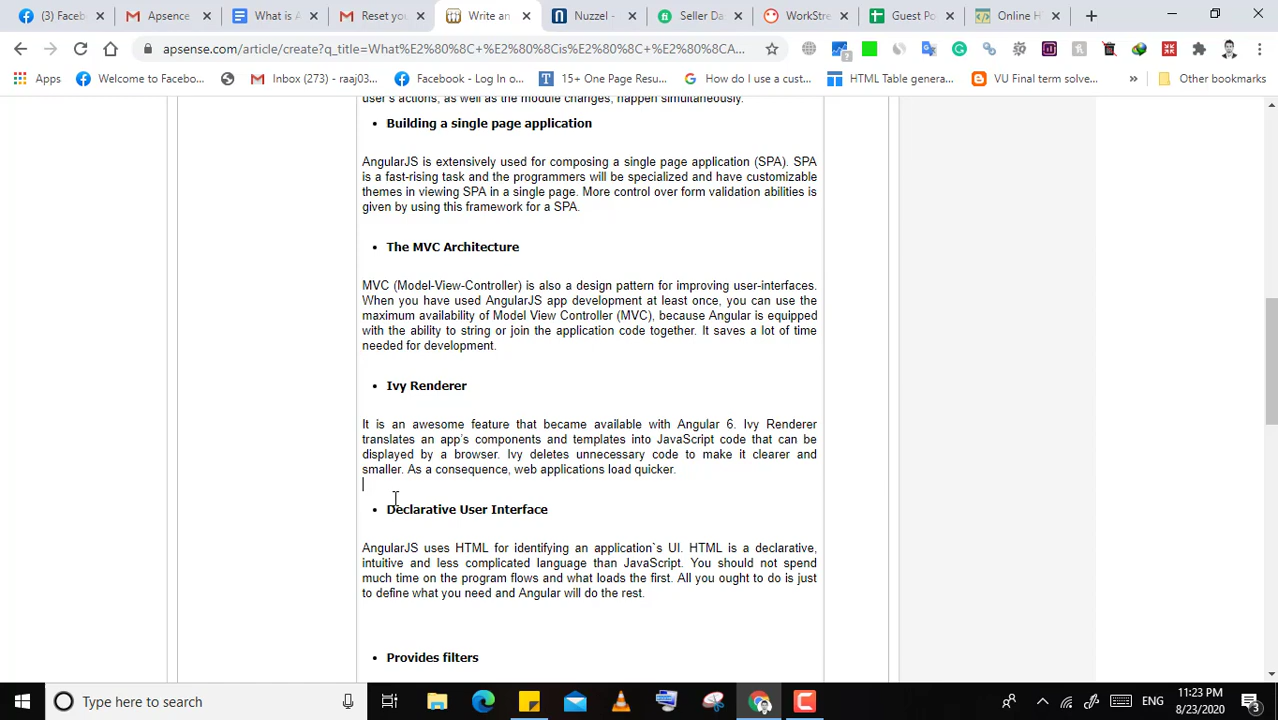 (3) Faceb
Apsence
What is A
Reset you
Write an
Nuzzel -
Seller Da
WorkStre
Guest Po
Online H
apsense.com/article/create?q_title=What%E2%80%8C+%E2%80%8Cis%E2%80%8C+%E2%80%8CA...
Apps
Welcome to Facebo...
Inbox (273) - raaj03...
Facebook - Log In o...
15+ One Page Resu...
How do I use a cust...
HTML Table genera...
VU Final term solve...
»
Other bookmarks
user's actions, as well as the module changes, happen simultaneously.
• Building a single page application
AngularJS is extensively used for composing a single page application (SPA). SPA
is a fast-rising task and the programmers will be specialized and have customizable
themes in viewing SPA in a single page. More control over form validation abilities is
given by using this framework for a SPA.
• The MVC Architecture
MVC (Model-View-Controller) is also a design pattern for improving user-interfaces.
When you have used AngularJS app development at least once, you can use the
maximum availability of Model View Controller (MVC), because Angular is equipped
with the ability to string or join the application code together. It saves a lot of time
needed for development.
• Ivy Renderer
It is an awesome feature that became available with Angular 6. Ivy Renderer
translates an app's components and templates into JavaScript code that can be
displayed by a browser. Ivy deletes unnecessary code to make it clearer and
smaller. As a consequence, web applications load quicker.
• Declarative User Interface
AngularJS uses HTML for identifying an application`s UI. HTML is a declarative,
intuitive and less complicated language than JavaScript. You should not spend
much time on the program flows and what loads the first. All you ought to do is just
to define what you need and Angular will do the rest.
• Provides filters
Type here to search
ENG
11:23 PM
8/23/2020
3